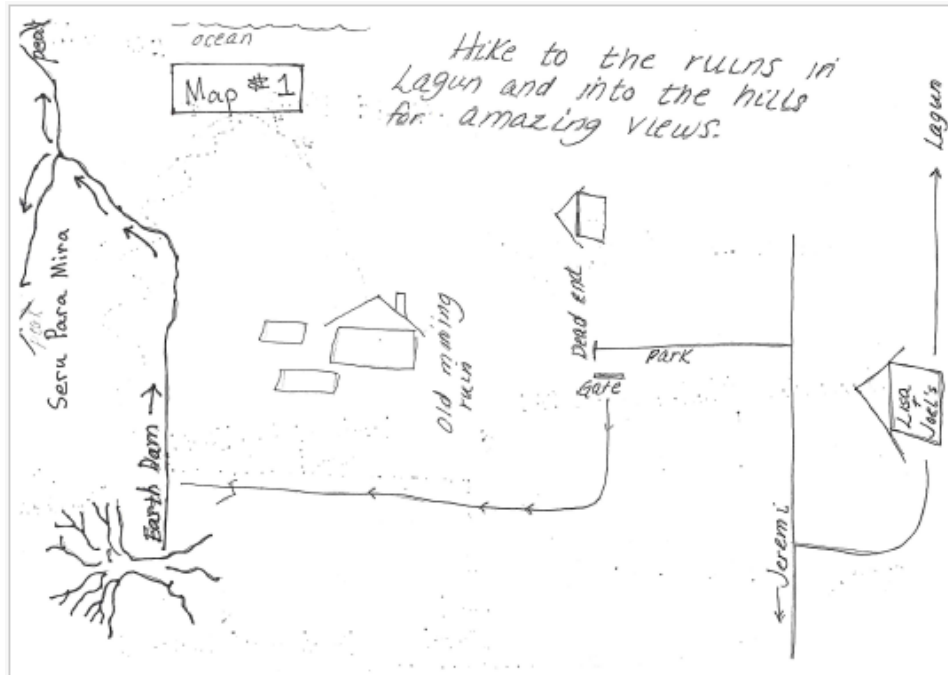 peak
ocean
Map #1
Hike to the ruins in
Lagun and into the hills
for amazing views.
Lagun
Seru Para Mira
Dead end
park
Gate
Old mining
ruin
Lisa
+
Joel's
Earth Dam →
← Jeremi